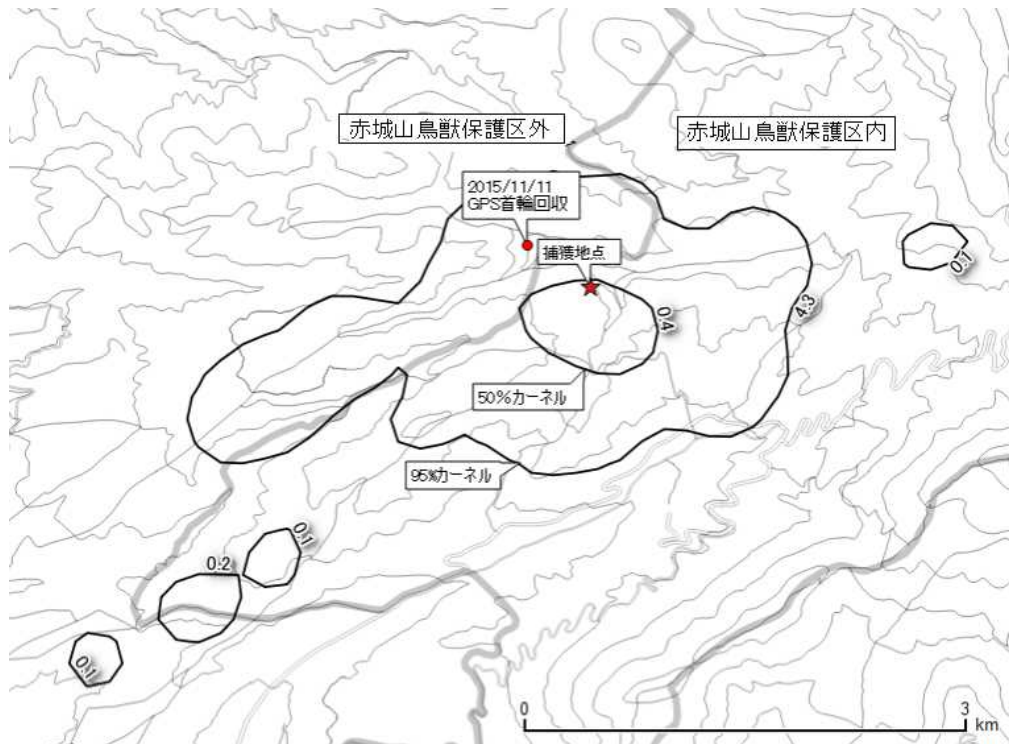 赤城山鳥獣保護区外
赤城山鳥獣保護区内
2015/11/11
GPS首輪回収
捕獲地点
0.1
4.3
0.4
50%カーネル
95%カーネル
0.1
0.2
0.1
0
3
km